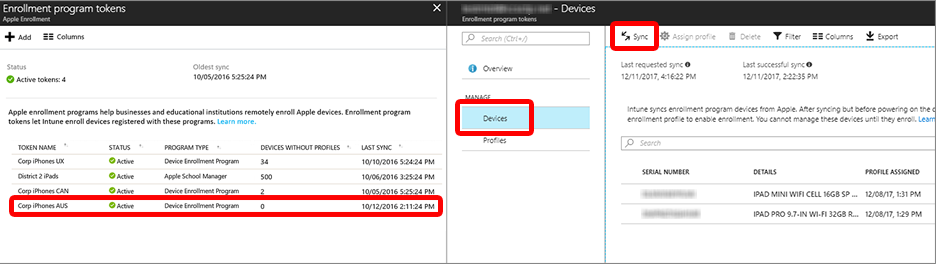 Enrollment program tokens
Apple Enrollment
Add Columns
Status
Active tokens: 4
Oldest sync
10/05/2016 5:25:24 PM
Apple enrollment programs help businesses and educational institutions remotely enroll Apple devices. Enrollment program
tokens let Intune enroll devices registered with these programs. Learn more.
TOKEN NAME STATUS PROGRAM TYPE DEVICES WITHOUT PROFILES LAST SYNC
Corp iPhones UX Active Device Enrollment Program 34 10/10/2016 5:24:24 PM
District 2 iPads Active Apple School Manager 500 10/06/2016 3:25:24 PM
Corp iPhones CAN Active Device Enrollment Program 2 10/05/2016 5:25:24 PM
Corp iPhones AUS Active Device Enrollment Program 0 10/12/2016 2:11:24 PM
- Devices
Enrollment program tokens
Search (Ctrl+/)
Overview
MANAGE
Devices
Profiles
Sync Assign profile Delete Filter Columns Export
Last requested sync
12/11/2017, 4:16:22 PM
Last successful sync
12/11/2017, 2:22:35 PM
Intune syncs enrollment program devices from Apple. After syncing but before powering on the d
enrollment profile to enable enrollment. You cannot manage these devices until they enroll. Learn
Search
SERIAL NUMBER DETAILS PROFILE ASSIGNED
IPAD MINI WIFI CELL 16GB SP ... 12/08/17, 1:31 PM
IPAD PRO 9.7-IN WI-FI 32GB R... 12/08/17, 1:29 PM